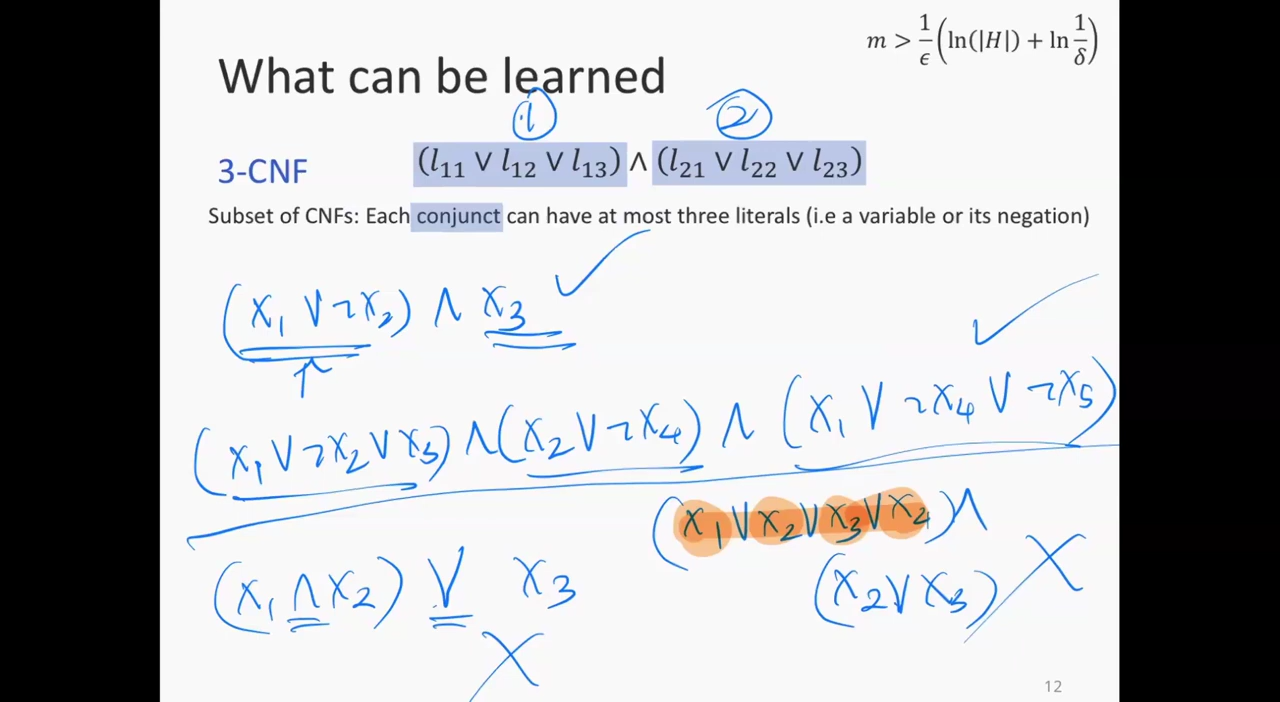 m > 1/ϵ (ln(|H|) + ln 1/δ)
What can be learned
① ②
3-CNF (l₁₁ ∨ l₁₂ ∨ l₁₃) ∧ (l₂₁ ∨ l₂₂ ∨ l₂₃)
Subset of CNFs: Each conjunct can have at most three literals (i.e a variable or its negation)
(x₁ ∨ ¬x₂) ∧ x₃ ✓
(x₁ ∨ ¬x₂ ∨ x₃) ∧ (x₂ ∨ ¬x₄) ∧ (x₁ ∨ ¬x₄ ∨ ¬x₅) ✓
(x₁ ∨ x₂ ∨ x₃ ∨ x₄) ∧
(x₂ ∨ x₃) X
(x₁ ∧ x₂) ∨ x₃
X
12